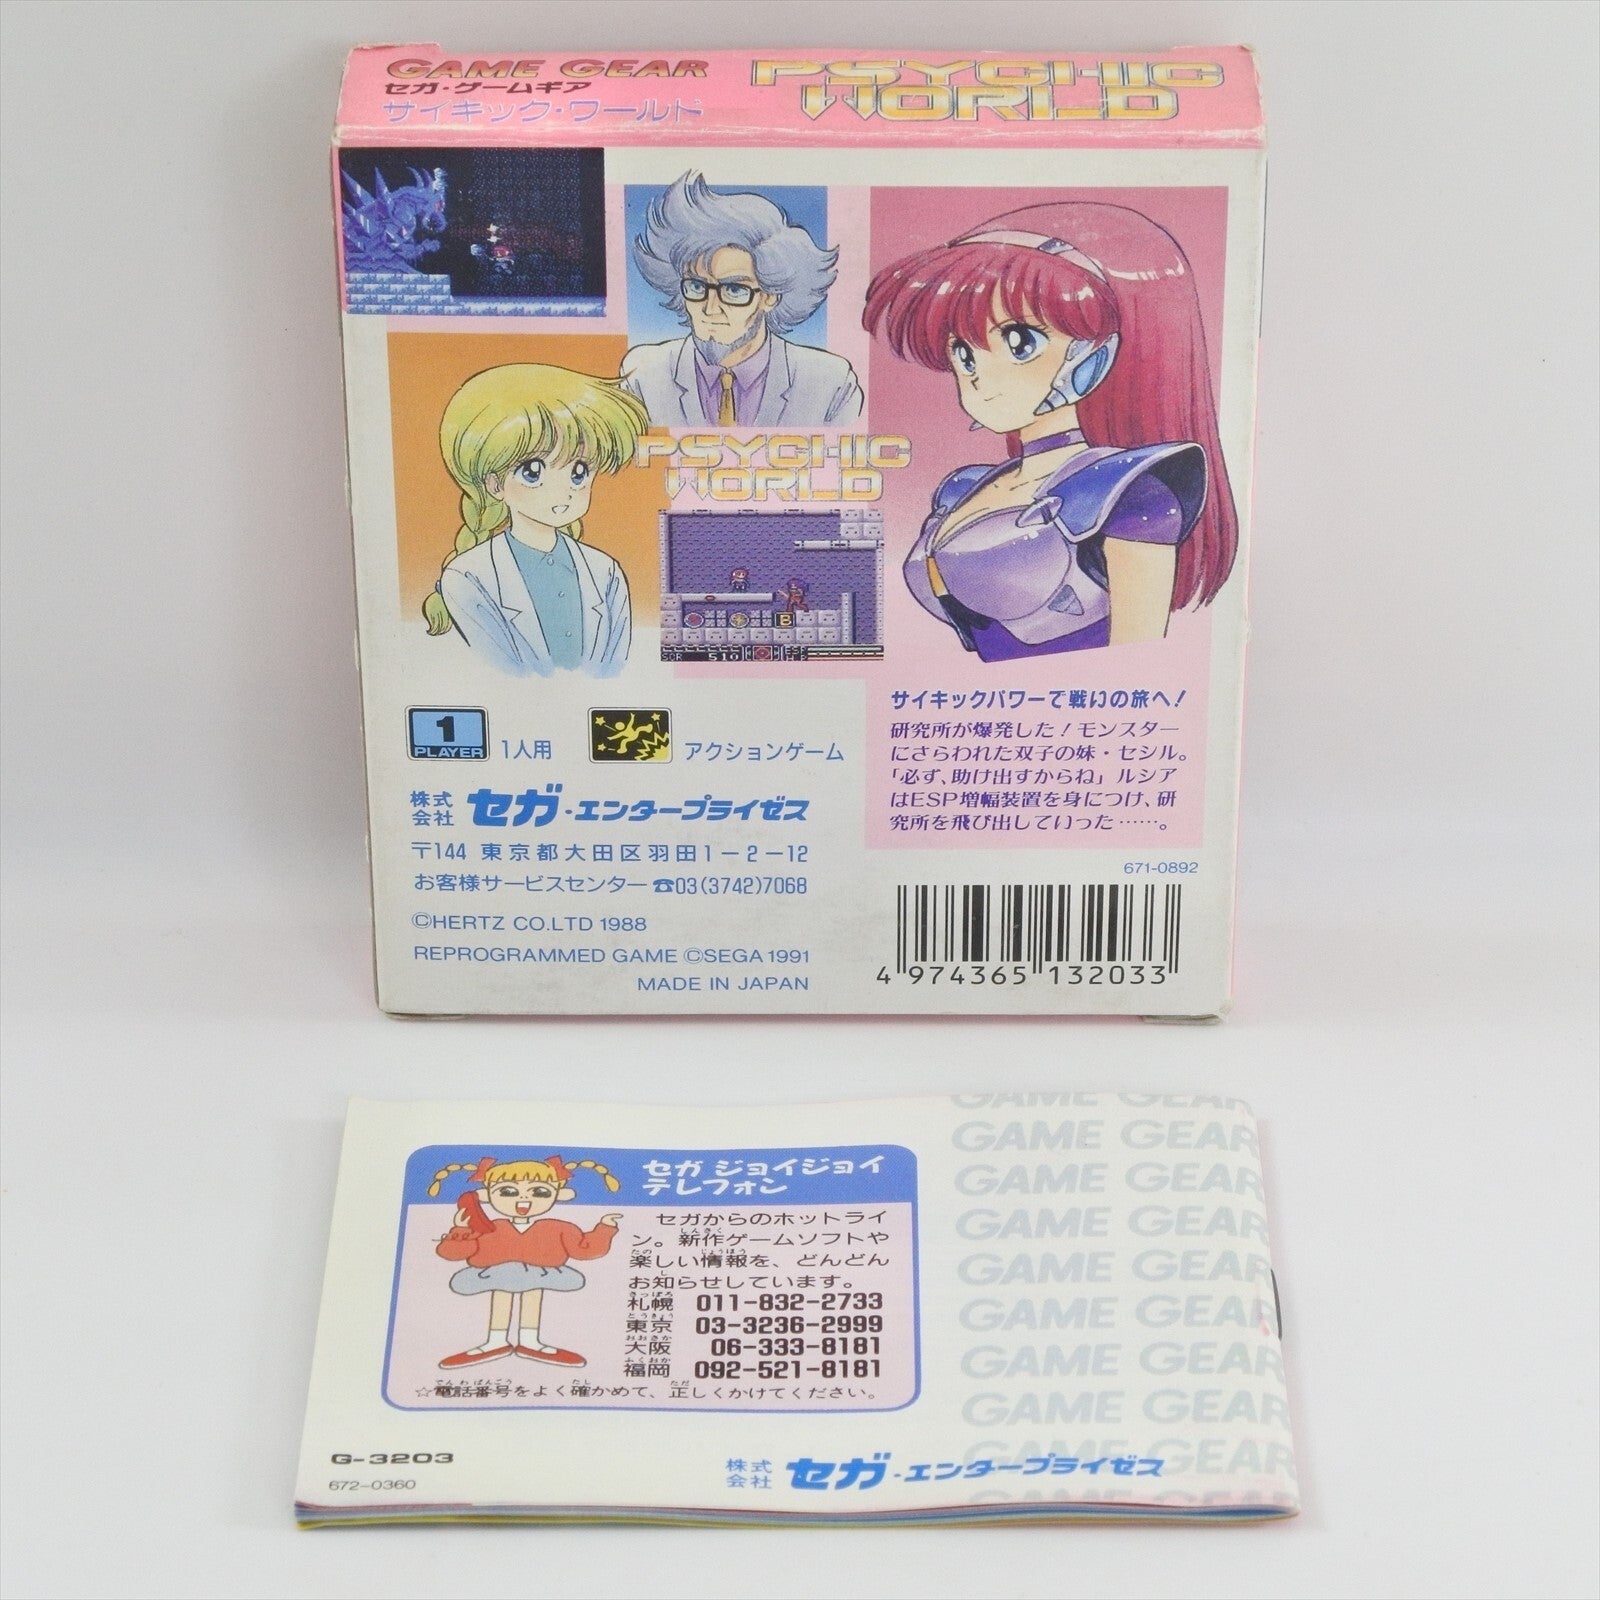 GAME GEAR
セガ・ゲームギア
サイキック・ワールド
PSYCHIC
WORLD
PSYCHIC
WORLD
B
SCR 510
サイキックパワーで戦いの旅へ!
研究所が爆発した!モンスター
にさらわれた双子の妹・セシル。
「必ず、助け出すからね」ルシア
はESP増幅装置を身につけ、研
究所を飛び出していった……。
1
PLAYER
1人用
アクションゲーム
株式
会社
セガ・エンタープライゼス
〒144 東京都大田区羽田1-2-12
お客様サービスセンター☎03(3742)7068
©HERTZ CO.LTD 1988
REPROGRAMMED GAME ©SEGA 1991
MADE IN JAPAN
671-0892
4 974365 132033
セガ ジョイジョイ
テレフォン
セガからのホットライ
ン。新作ゲームソフトや
楽しい情報を、どんどん
お知らせしています。
札幌 011-832-2733
東京 03-3236-2999
大阪 06-333-8181
福岡 092-521-8181
☆電話番号をよく確かめて、正しくかけてください。
G-3203
672-0360
株式
会社
セガ・エンタープライゼス
GAME GEAR
GAME GEAR
GAME GEAR
GAME GEAR
GAME GEAR
GAME GEAR
GAME GEAR
GAME GEAR
GAME GEAR
GAME GEAR